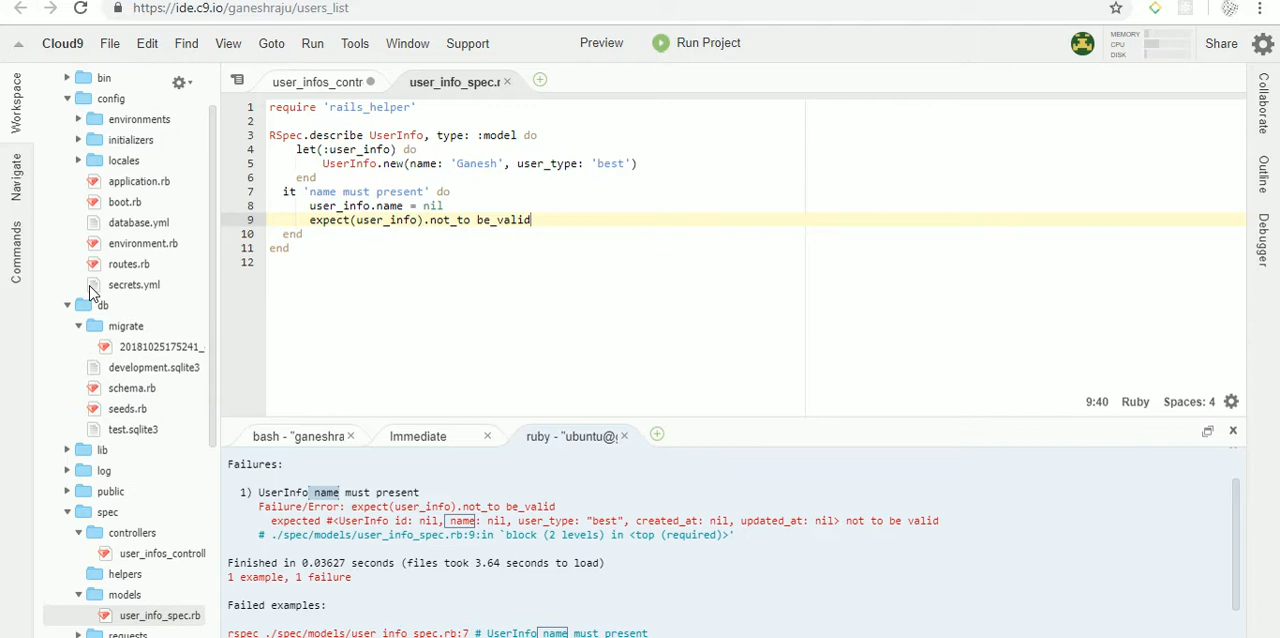 https://ide.c9.io/ganeshraju/users_list
Cloud9 File Edit Find View Goto Run Tools Window Support Preview Run Project MEMORY CPU DISK Share
Workspace
Navigate
Commands
bin
config
environments
initializers
locales
application.rb
boot.rb
database.yml
environment.rb
routes.rb
secrets.yml
db
migrate
20181025175241_
development.sqlite3
schema.rb
seeds.rb
test.sqlite3
lib
log
public
spec
controllers
user_infos_controll
helpers
models
user_info_spec.rb
requests
user_infos_contr user_info_spec.r
1 require 'rails_helper'
2
3 RSpec.describe UserInfo, type: :model do
4 let(:user_info) do
5 UserInfo.new(name: 'Ganesh', user_type: 'best')
6 end
7 it 'name must present' do
8 user_info.name = nil
9 expect(user_info).not_to be_valid
10 end
11 end
12
9:40 Ruby Spaces: 4
bash - "ganeshra Immediate ruby - "ubuntu@g
Failures:
1) UserInfo name must present
Failure/Error: expect(user_info).not_to be_valid
expected #<UserInfo id: nil, name: nil, user_type: "best", created_at: nil, updated_at: nil> not to be valid
# ./spec/models/user_info_spec.rb:9:in `block (2 levels) in <top (required)>'
Finished in 0.03627 seconds (files took 3.64 seconds to load)
1 example, 1 failure
Failed examples:
rspec ./spec/models/user_info_spec.rb:7 # UserInfo name must present
Collaborate
Outline
Debugger